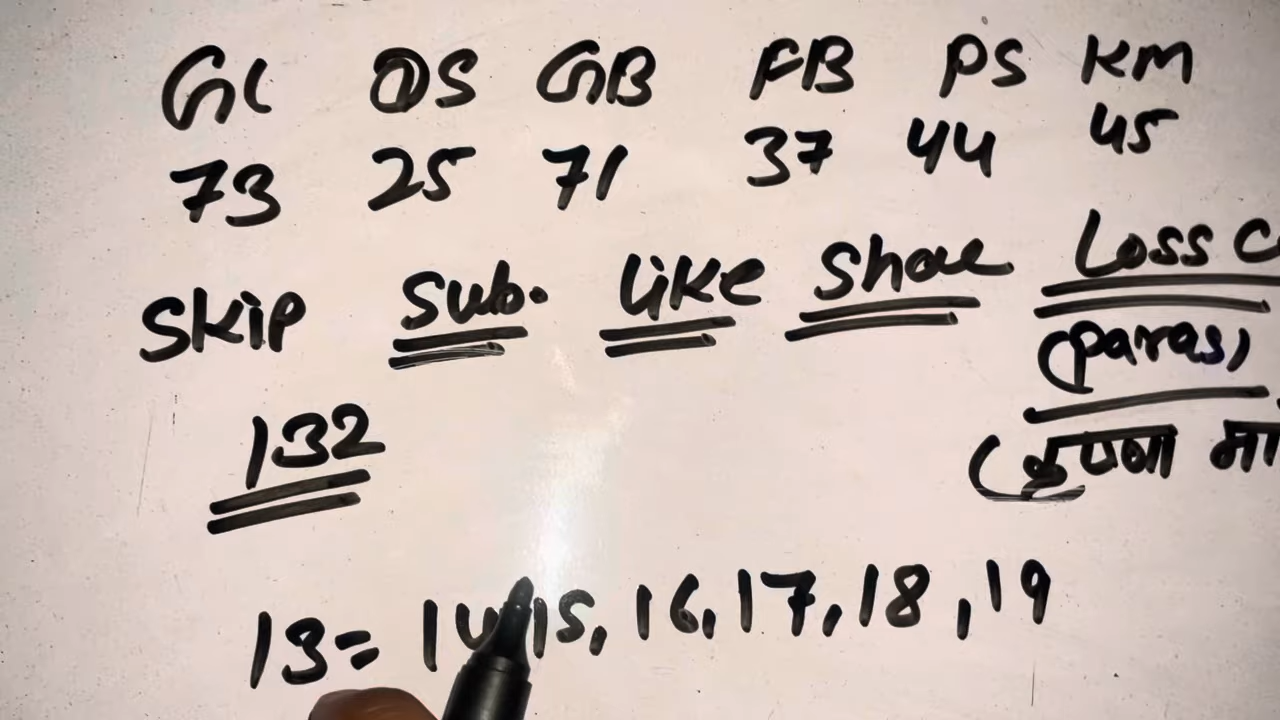 GL DS GB FB PS KM
73 25 71 37 44 45
Skip Sub. Like Share Loss C
(paras)
(कृष्णा मा
132
13= 14 15, 16, 17, 18, 19